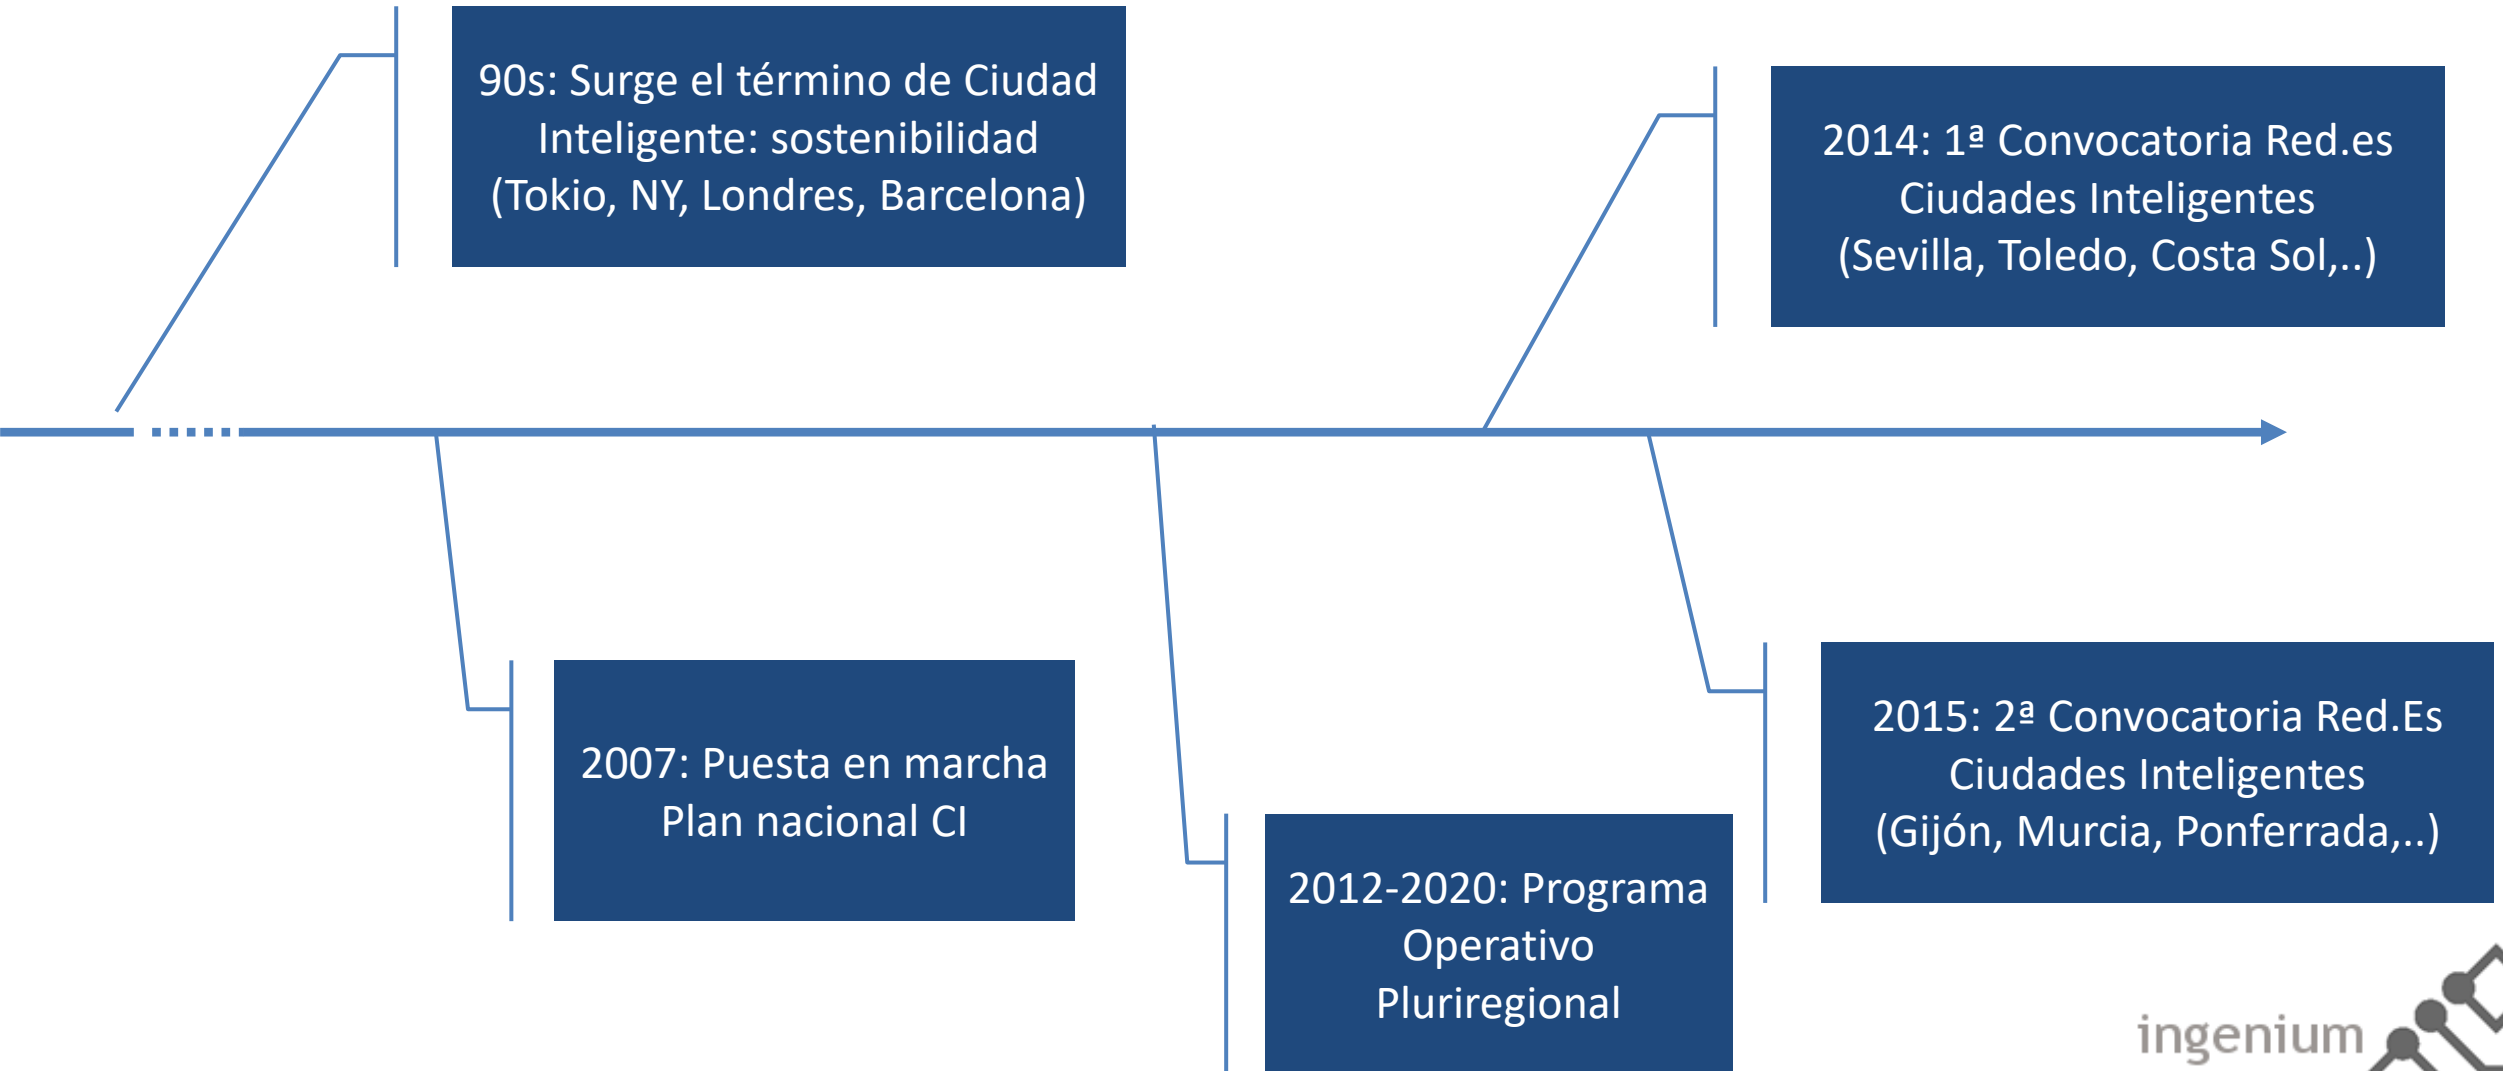 90s: Surge el término de Ciudad
Inteligente: sostenibilidad
(Tokio, NY, Londres, Barcelona)
2014: 1ª Convocatoria Red.es
Ciudades Inteligentes
(Sevilla, Toledo, Costa Sol,..)
2007: Puesta en marcha
Plan nacional CI
2012-2020: Programa
Operativo
Pluriregional
2015: 2ª Convocatoria Red.Es
Ciudades Inteligentes
(Gijón, Murcia, Ponferrada,..)
ingenium